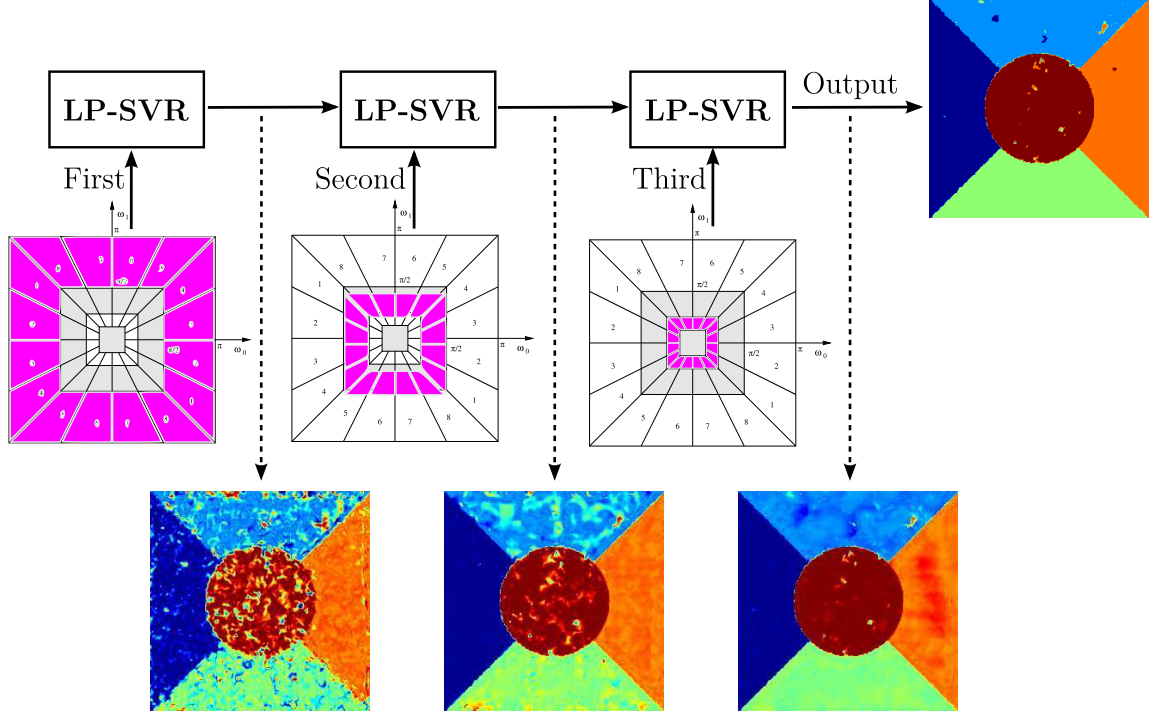 Output
LP-SVR LP-SVR LP-SVR
First Second Third
ω₁ ω₁ ω₁
π π π
8 7 6 5
1 π/2 4
2 3
π/2 π ω₀
3 2
4 1
5 6 7 8
8 7 6 5
1 π/2 4
2 3
π/2 π ω₀
3 2
4 1
5 6 7 8